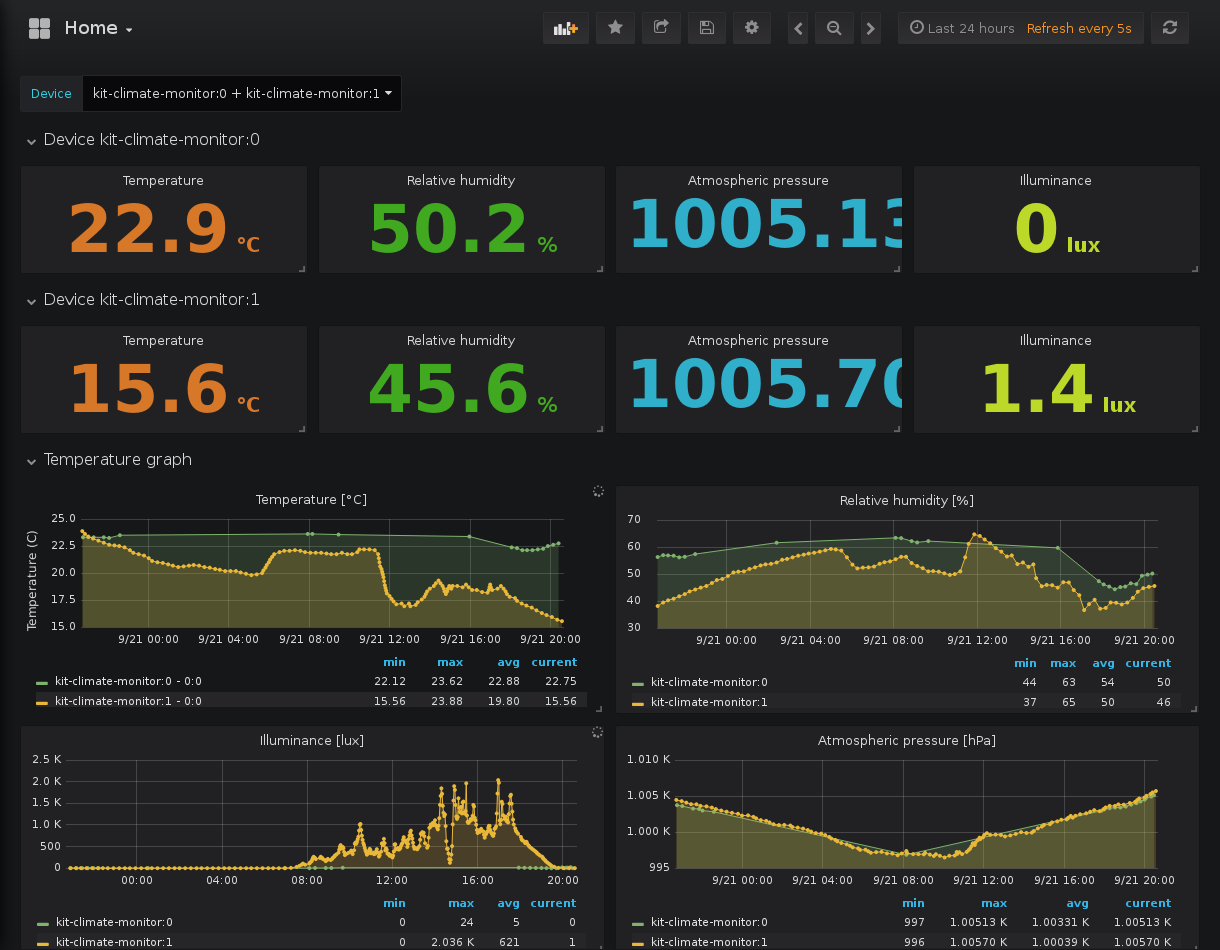 Home
Last 24 hours Refresh every 5s
Device kit-climate-monitor:0 + kit-climate-monitor:1
Device kit-climate-monitor:0
Temperature Relative humidity Atmospheric pressure Illuminance
22.9 °C 50.2 % 1005.13 0 lux
Device kit-climate-monitor:1
Temperature Relative humidity Atmospheric pressure Illuminance
15.6 °C 45.6 % 1005.70 1.4 lux
Temperature graph
Temperature [°C]
Temperature (C)
25.0
22.5
20.0
17.5
15.0
9/21 00:00 9/21 04:00 9/21 08:00 9/21 12:00 9/21 16:00 9/21 20:00
min max avg current
kit-climate-monitor:0 - 0:0 22.12 23.62 22.88 22.75
kit-climate-monitor:1 - 0:0 15.56 23.88 19.80 15.56
Relative humidity [%]
70
60
50
40
30
9/21 00:00 9/21 04:00 9/21 08:00 9/21 12:00 9/21 16:00 9/21 20:00
min max avg current
kit-climate-monitor:0 44 63 54 50
kit-climate-monitor:1 37 65 50 46
Illuminance [lux]
2.5 K
2.0 K
1.5 K
1.0 K
500
0
00:00 04:00 08:00 12:00 16:00 20:00
min max avg current
kit-climate-monitor:0 0 24 5 0
kit-climate-monitor:1 0 2.036 K 621 1
Atmospheric pressure [hPa]
1.010 K
1.005 K
1.000 K
995
9/21 00:00 9/21 04:00 9/21 08:00 9/21 12:00 9/21 16:00 9/21 20:00
min max avg current
kit-climate-monitor:0 997 1.00513 K 1.00331 K 1.00513 K
kit-climate-monitor:1 996 1.00570 K 1.00039 K 1.00570 K